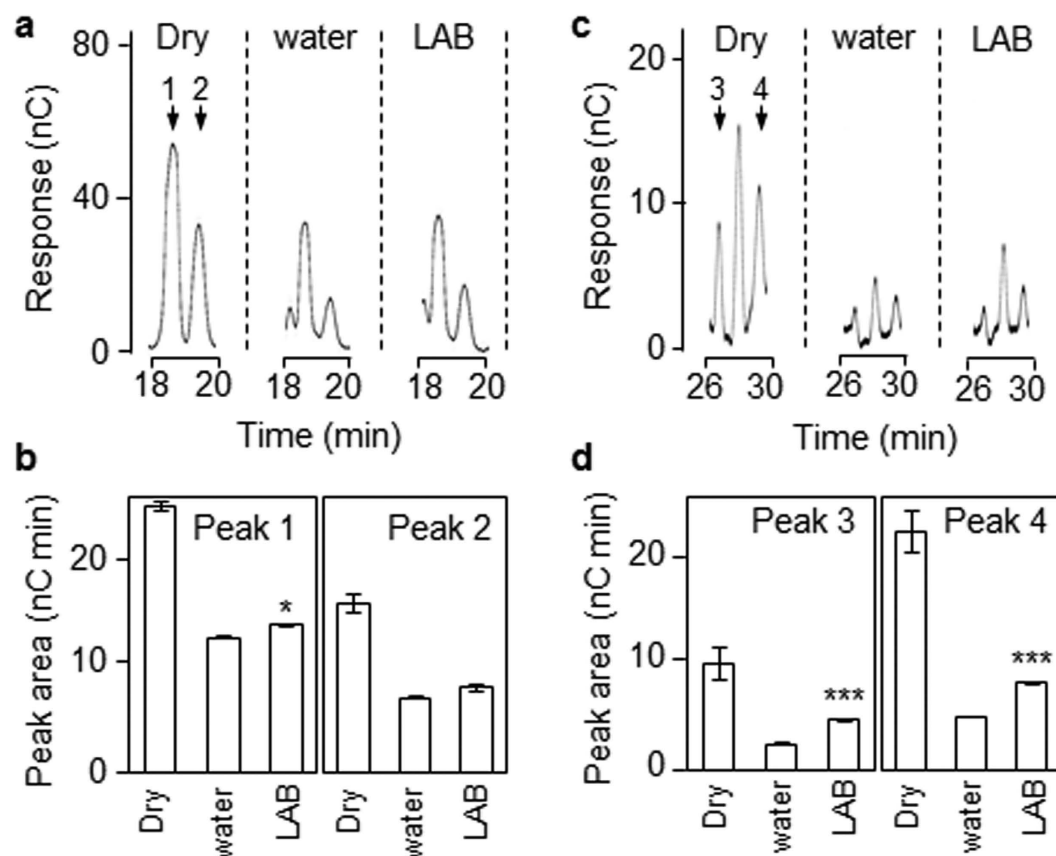 a
80
40
0
Response (nC)
Dry
water
LAB
1 2
18 20
18 20
18 20
Time (min)
c
20
10
0
Response (nC)
Dry
water
LAB
3 4
26 30
26 30
26 30
Time (min)
b
20
10
0
Peak area (nC min)
Peak 1
Peak 2
*
Dry
water
LAB
Dry
water
LAB
d
20
10
0
Peak area (nC min)
Peak 3
Peak 4
***
***
Dry
water
LAB
Dry
water
LAB